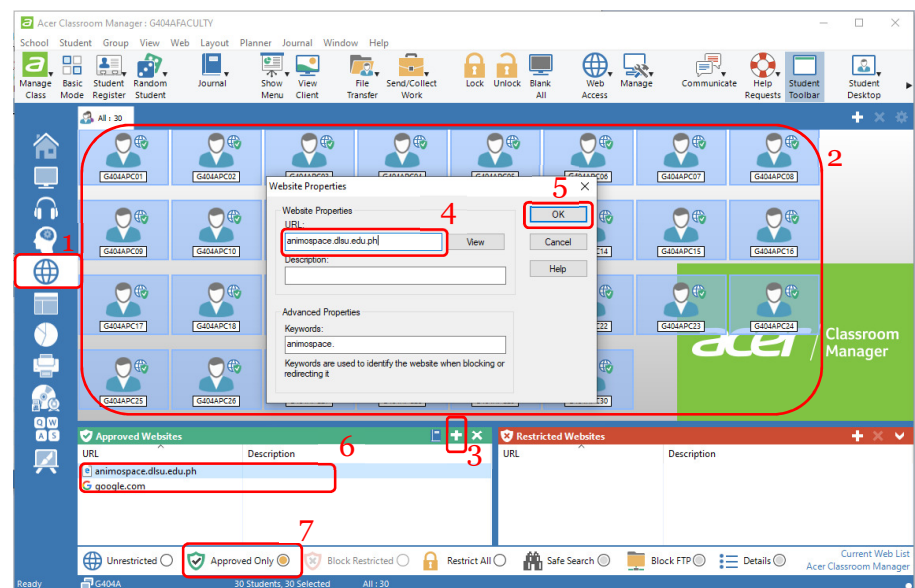 Acer Classroom Manager : G404AFACULTY
School Student Group View Web Layout Planner Journal Window Help
Manage Class
Basic Mode
Student Register
Random Student
Journal
Show Menu
View Client
File Transfer
Send/Collect Work
Lock
Unlock
Blank All
Web Access
Manage
Communicate
Help Requests
Student Toolbar
Student Desktop
All : 30
2
G404APC01 G404APC02 G404APC07 G404APC08
Website Properties
5
Website Properties
URL:
4
OK
animospace.dlsu.edu.ph
View
Cancel
Description:
Help
Advanced Properties
Keywords:
animospace.
Keywords are used to identify the website when blocking or
redirecting it
1
G404APC09 G404APC10 G404APC15 G404APC16
G404APC17 G404APC18 G404APC23 G404APC24
acer Classroom
Manager
G404APC25 G404APC26
Q W
A S
Approved Websites
3
Restricted Websites
URL Description
6
URL Description
animospace.dlsu.edu.ph
google.com
7
Unrestricted Approved Only Block Restricted Restrict All Safe Search Block FTP Details
Current Web List
Acer Classroom Manager
Ready G404A 30 Students, 30 Selected All : 30